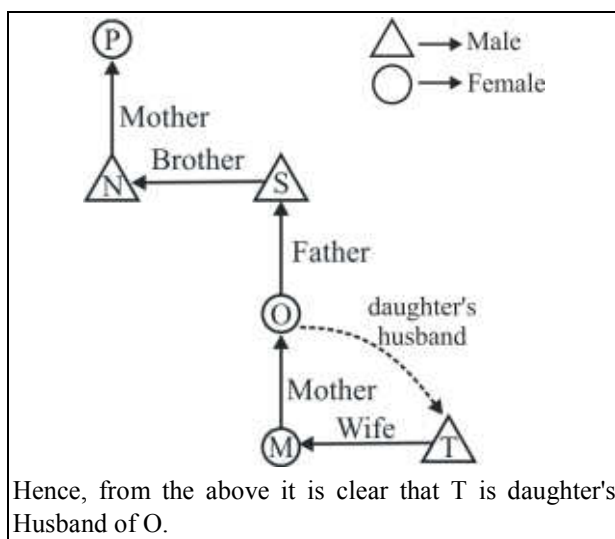 P
Male
Female
Mother
Brother
N
S
Father
O
daughter's
husband
Mother
Wife
M
T
Hence, from the above it is clear that T is daughter's
Husband of O.